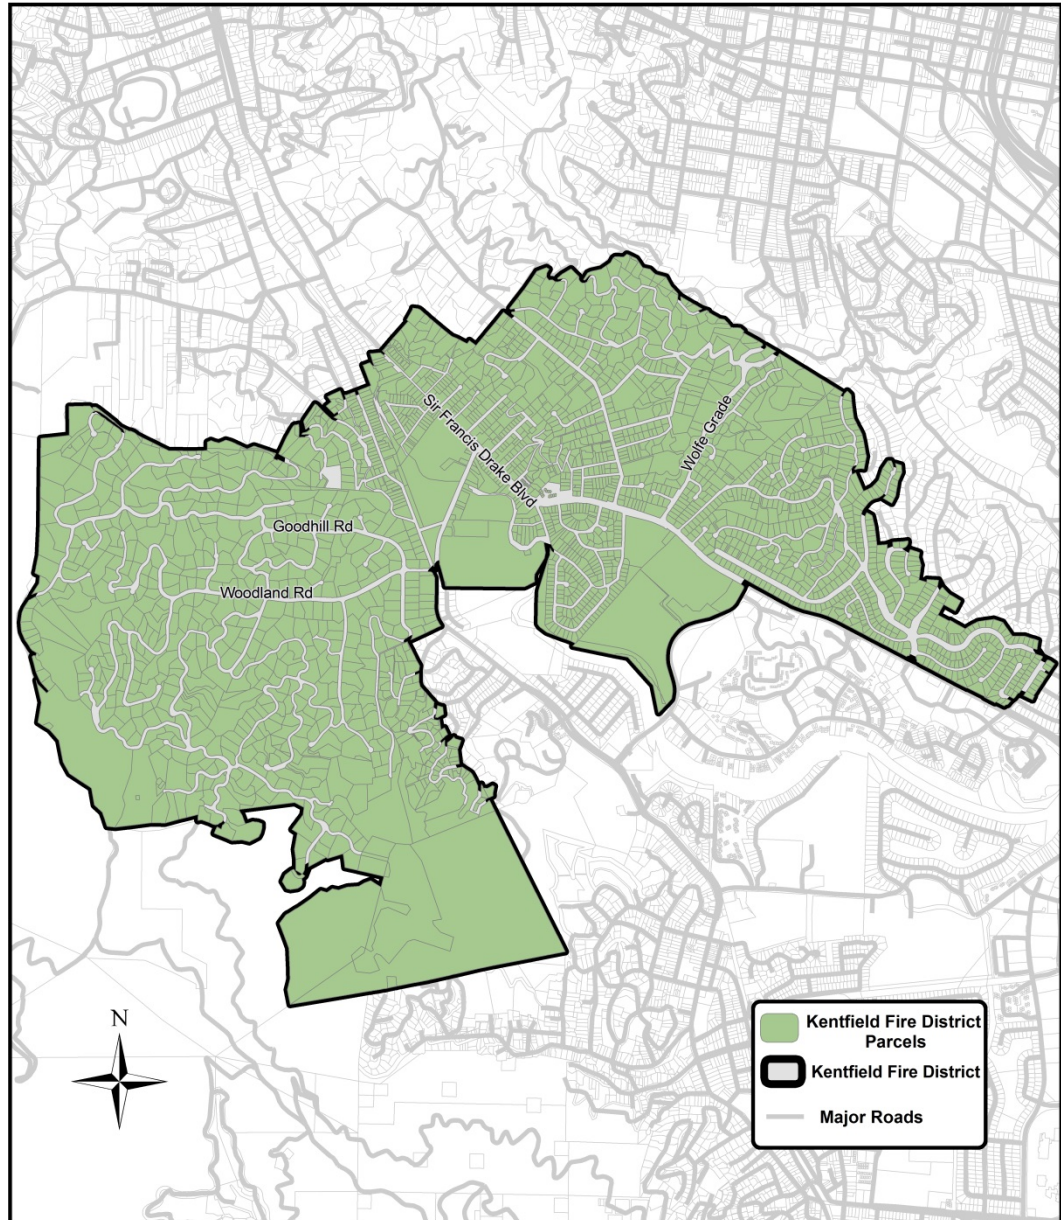 Sir Francis Drake Blvd
Wolfe Grade
Goodhill Rd
Woodland Rd
N
Kentfield Fire District
Parcels
Kentfield Fire District
Major Roads